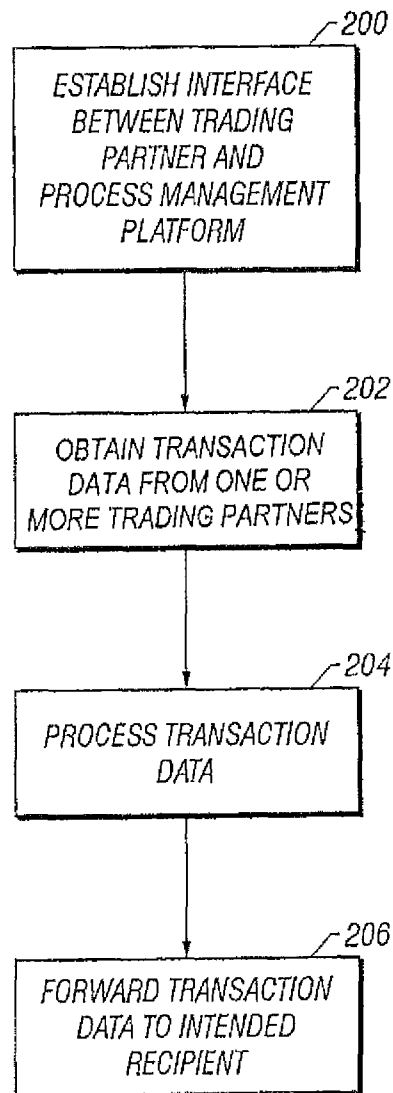 200
ESTABLISH INTERFACE
BETWEEN TRADING
PARTNER AND
PROCESS MANAGEMENT
PLATFORM
202
OBTAIN TRANSACTION
DATA FROM ONE OR
MORE TRADING PARTNERS
204
PROCESS TRANSACTION
DATA
206
FORWARD TRANSACTION
DATA TO INTENDED
RECIPIENT